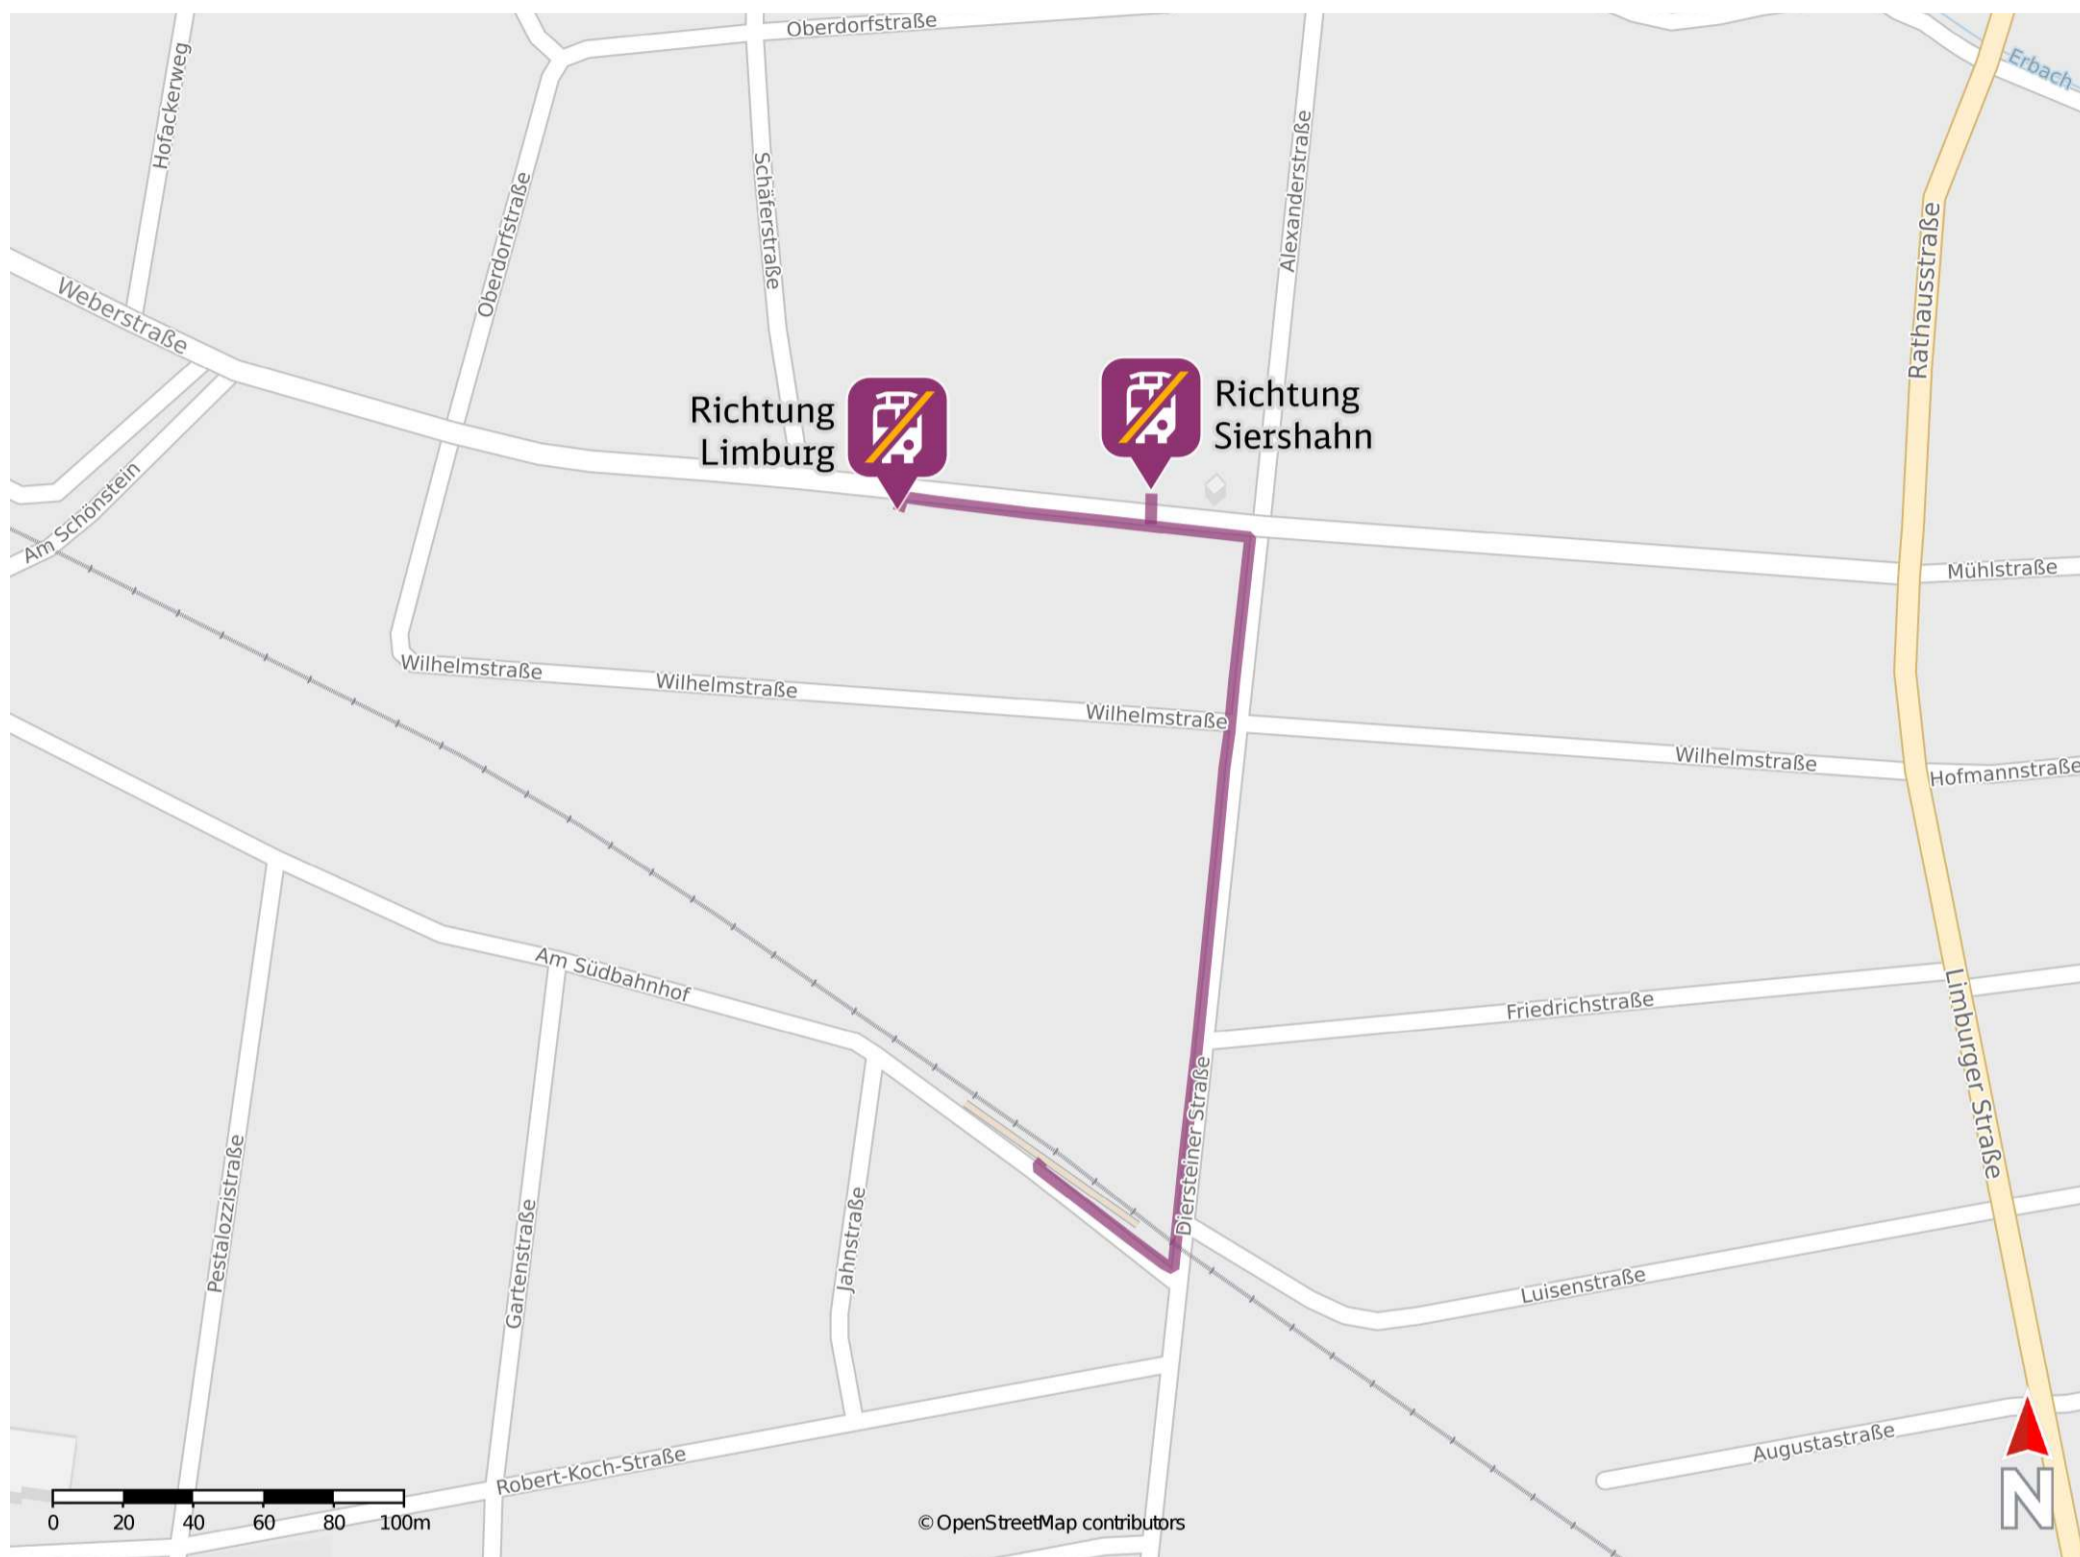 Oberdorfstraße
Hofackerweg
Erbach
Schäferstraße
Alexanderstraße
Oberdorfstraße
Rathausstraße
Weberstraße
Richtung
Limburg
Richtung
Siershahn
Am Schönstein
Mühlstraße
Wilhelmstraße
Wilhelmstraße
Wilhelmstraße
Wilhelmstraße
Hofmannstraße
Am Südbahnhof
Friedrichstraße
Limburger Straße
Diersteiner Straße
Pestalozzistraße
Gartenstraße
Jahnstraße
Luisenstraße
Augustastraße
Robert-Koch-Straße
N
0 20 40 60 80 100m
© OpenStreetMap contributors